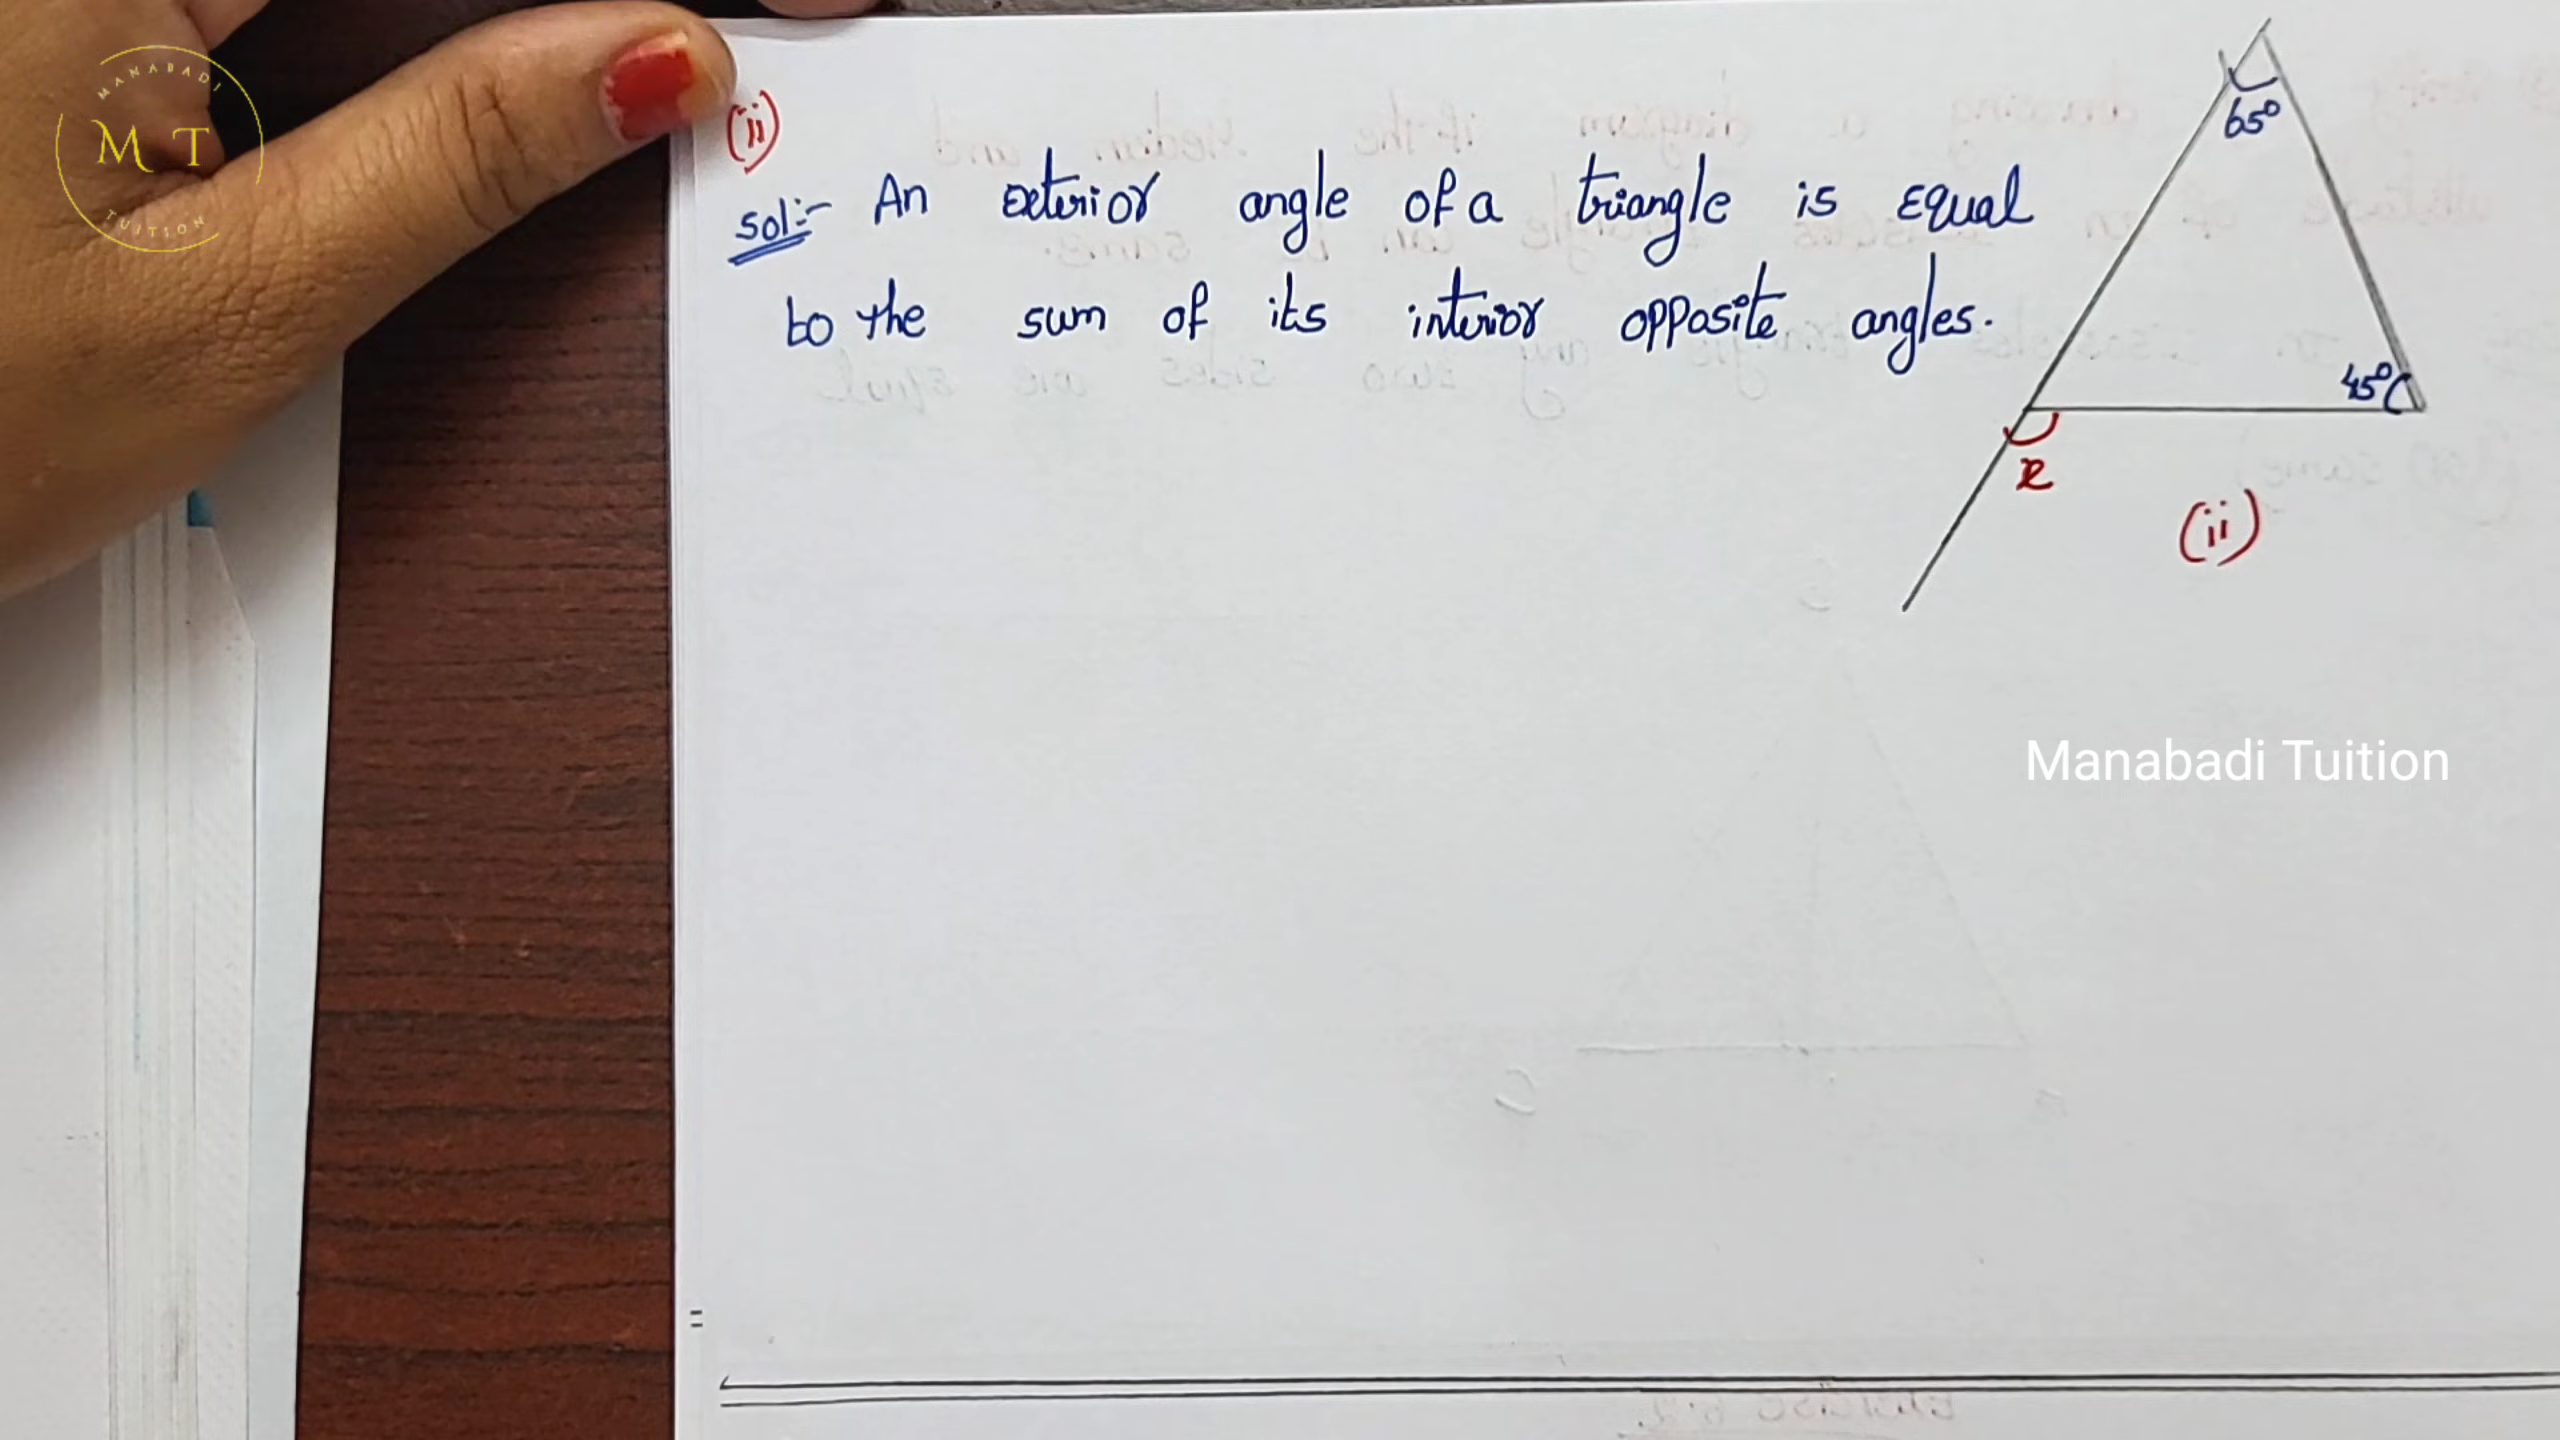 MANABADI
M T
TUITION
(ii)
Sol:- An exterior angle of a triangle is equal
to the sum of its interior opposite angles.
65°
45°
x
(ii)
Manabadi Tuition
=